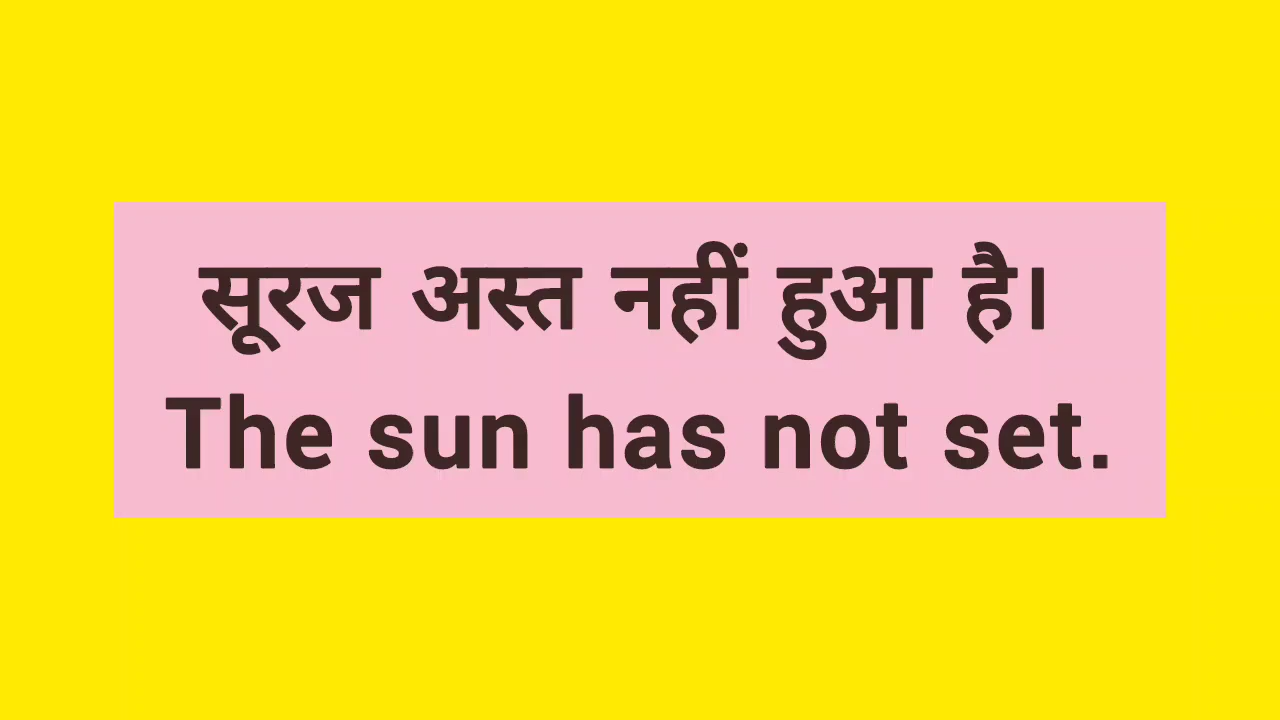 सूरज अस्त नहीं हुआ है।
The sun has not set.